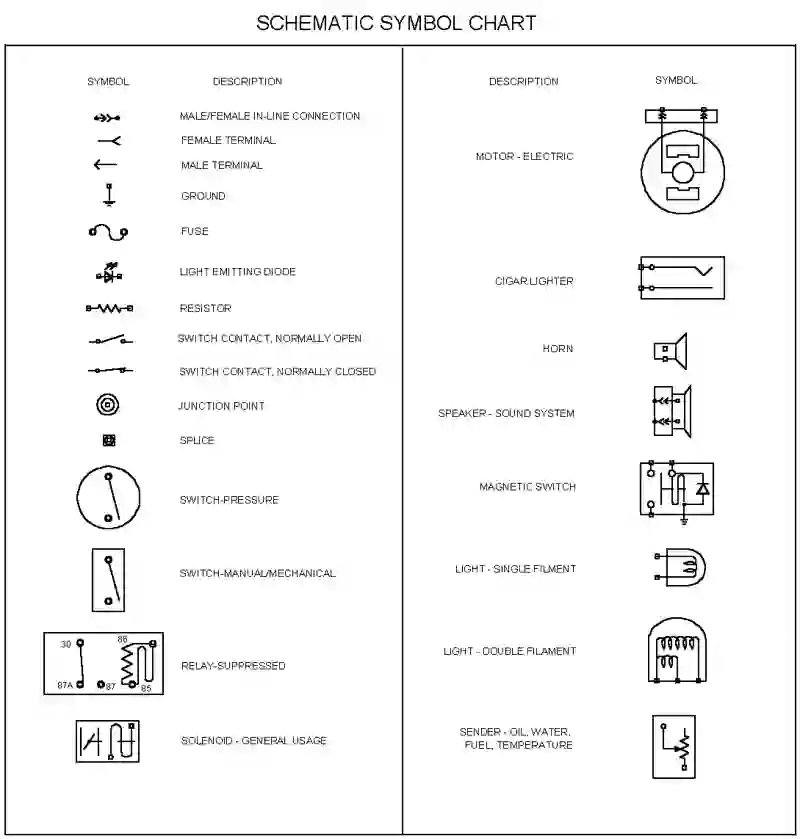 SCHEMATIC SYMBOL CHART
SYMBOL DESCRIPTION
MALE/FEMALE IN-LINE CONNECTION
FEMALE TERMINAL
MALE TERMINAL
GROUND
FUSE
LIGHT EMITTING DIODE
RESISTOR
SWITCH CONTACT, NORMALLY OPEN
SWITCH CONTACT, NORMALLY CLOSED
JUNCTION POINT
SPLICE
SWITCH-PRESSURE
SWITCH-MANUAL/MECHANICAL
30 86
87A 87 85
RELAY-SUPPRESSED
SOLENOID - GENERAL USAGE
DESCRIPTION SYMBOL
MOTOR - ELECTRIC
CIGAR LIGHTER
HORN
SPEAKER - SOUND SYSTEM
MAGNETIC SWITCH
LIGHT - SINGLE FILMENT
LIGHT - DOUBLE FILAMENT
SENDER - OIL, WATER,
FUEL, TEMPERATURE